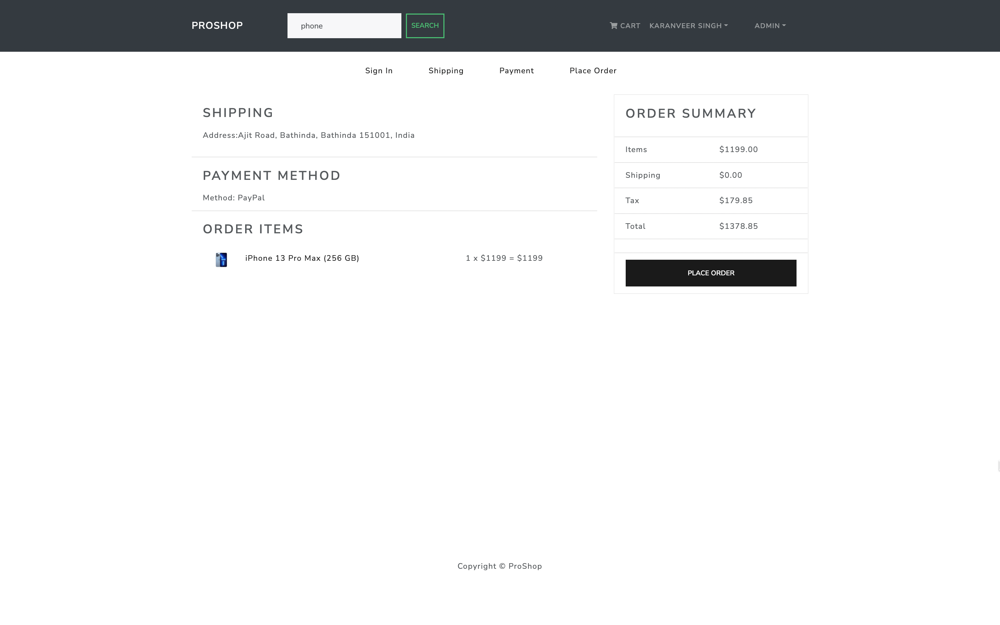 PROSHOP
phone
SEARCH
CART
KARANVEER SINGH
ADMIN
Sign In
Shipping
Payment
Place Order
SHIPPING
Address:Ajit Road, Bathinda, Bathinda 151001, India
PAYMENT METHOD
Method: PayPal
ORDER ITEMS
iPhone 13 Pro Max (256 GB)
1 x $1199 = $1199
ORDER SUMMARY
Items $1199.00
Shipping $0.00
Tax $179.85
Total $1378.85
PLACE ORDER
Copyright © ProShop